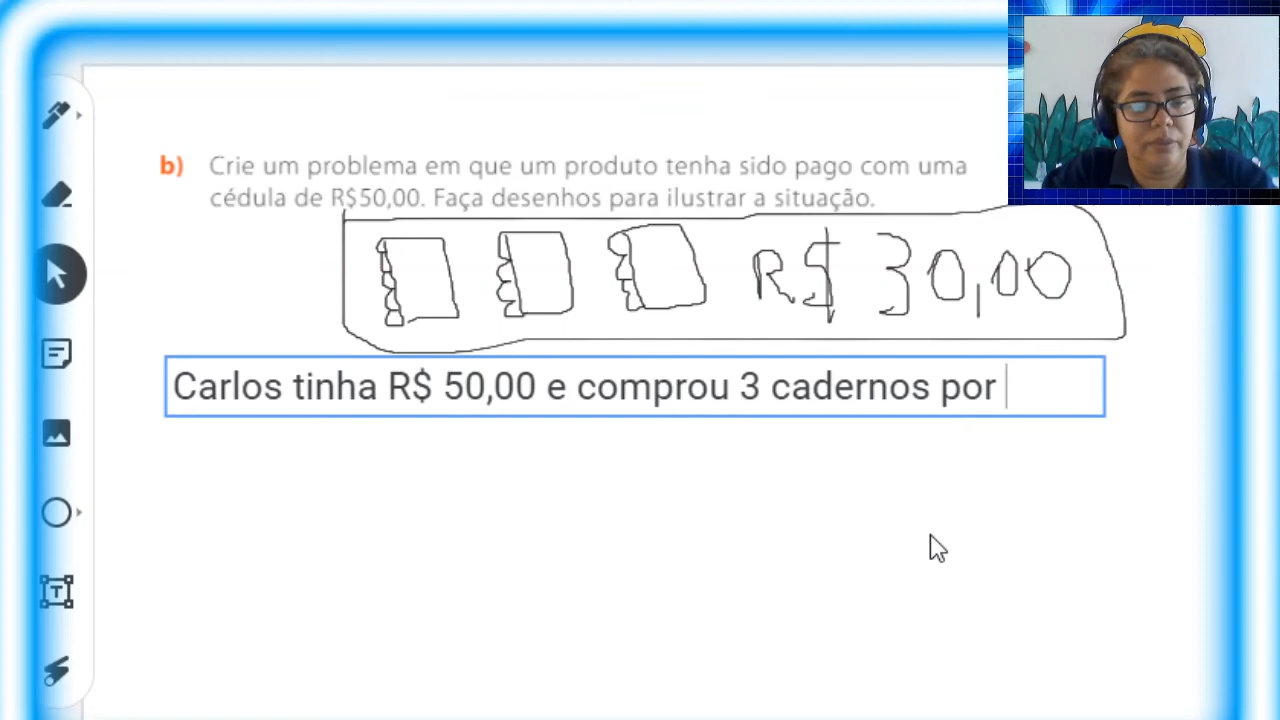 b) Crie um problema em que um produto tenha sido pago com uma
cédula de R$50,00. Faça desenhos para ilustrar a situação.
R$ 30,00
Carlos tinha R$ 50,00 e comprou 3 cadernos por
T